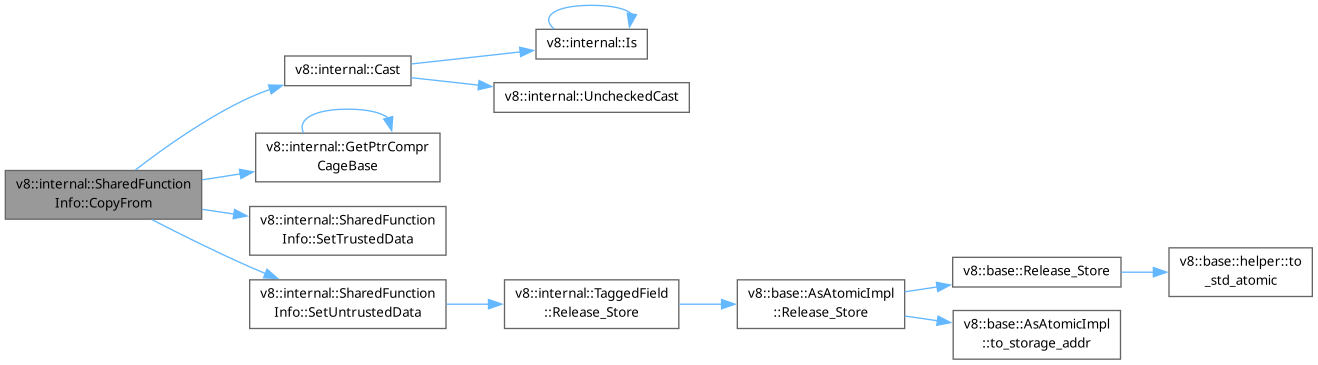 v8::internal::SharedFunction
Info::CopyFrom
v8::internal::Cast
v8::internal::Is
v8::internal::UncheckedCast
v8::internal::GetPtrCompr
CageBase
v8::internal::SharedFunction
Info::SetTrustedData
v8::internal::SharedFunction
Info::SetUntrustedData
v8::internal::TaggedField
::Release_Store
v8::base::AsAtomicImpl
::Release_Store
v8::base::Release_Store
v8::base::helper::to
_std_atomic
v8::base::AsAtomicImpl
::to_storage_addr